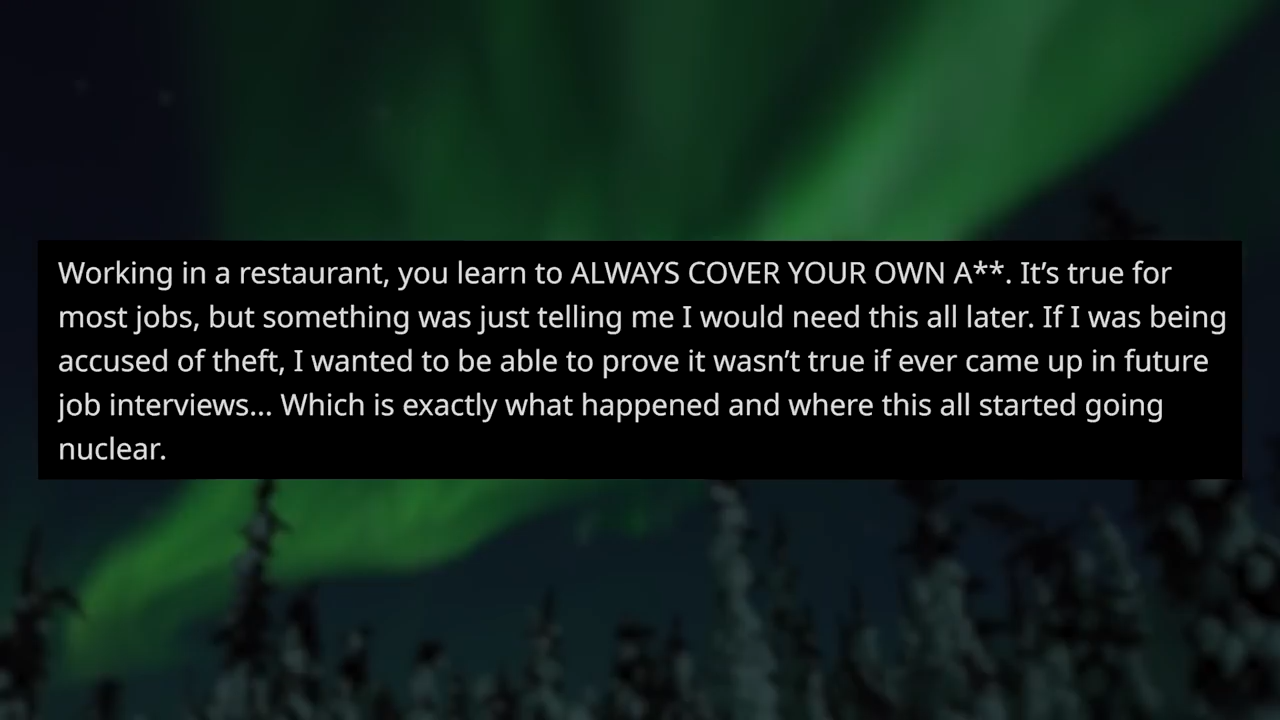 Working in a restaurant, you learn to ALWAYS COVER YOUR OWN A**. It’s true for
most jobs, but something was just telling me I would need this all later. If I was being
accused of theft, I wanted to be able to prove it wasn’t true if ever came up in future
job interviews... Which is exactly what happened and where this all started going
nuclear.